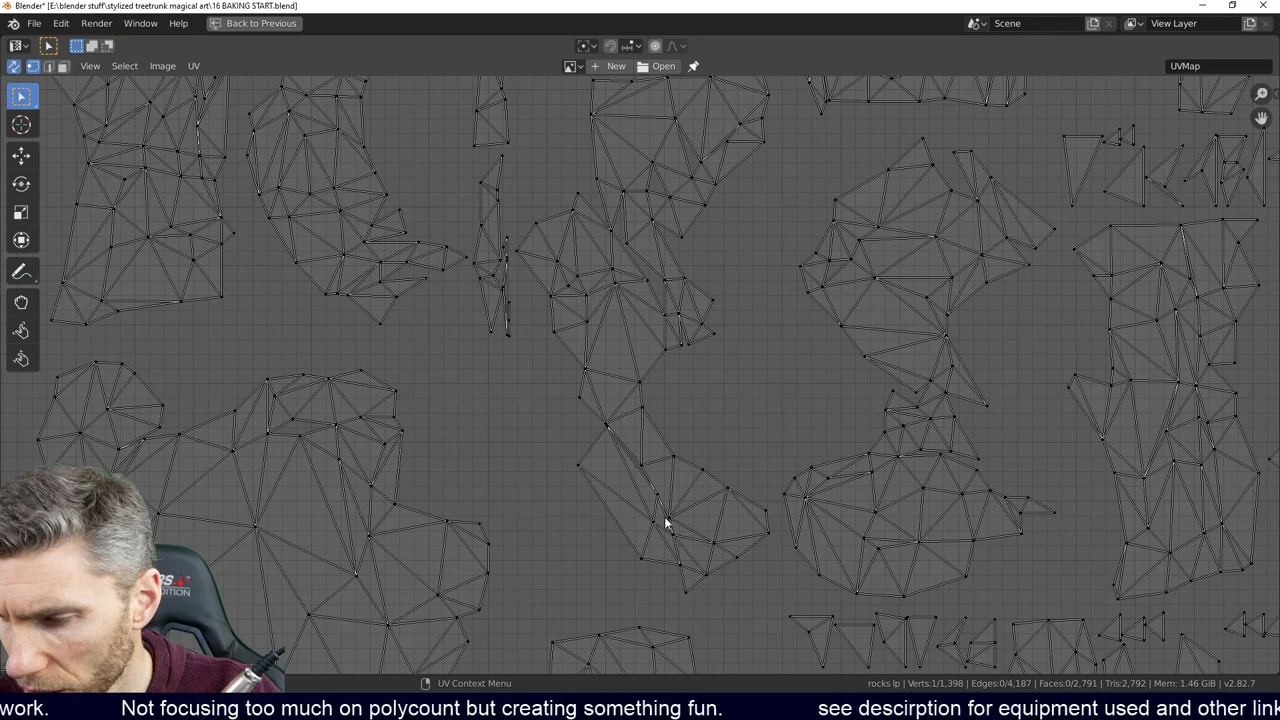 Blender* [E:\blender stuff\stylized treetrunk magical art\16 BAKING START.blend]
File Edit Render Window Help Back to Previous Scene View Layer
View Select Image UV New Open UVMap
UV Context Menu rocks lp | Verts:1/1,398 | Edges:0/4,187 | Faces:0/2,791 | Tris:2,792 | Mem: 1.46 GiB | v2.82.7
work. Not focusing too much on polycount but creating something fun. see descirption for equipment used and other link